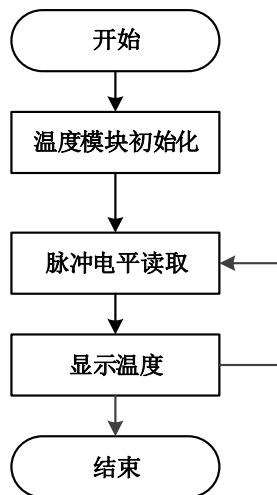 开始
温度模块初始化
脉冲电平读取
显示温度
结束